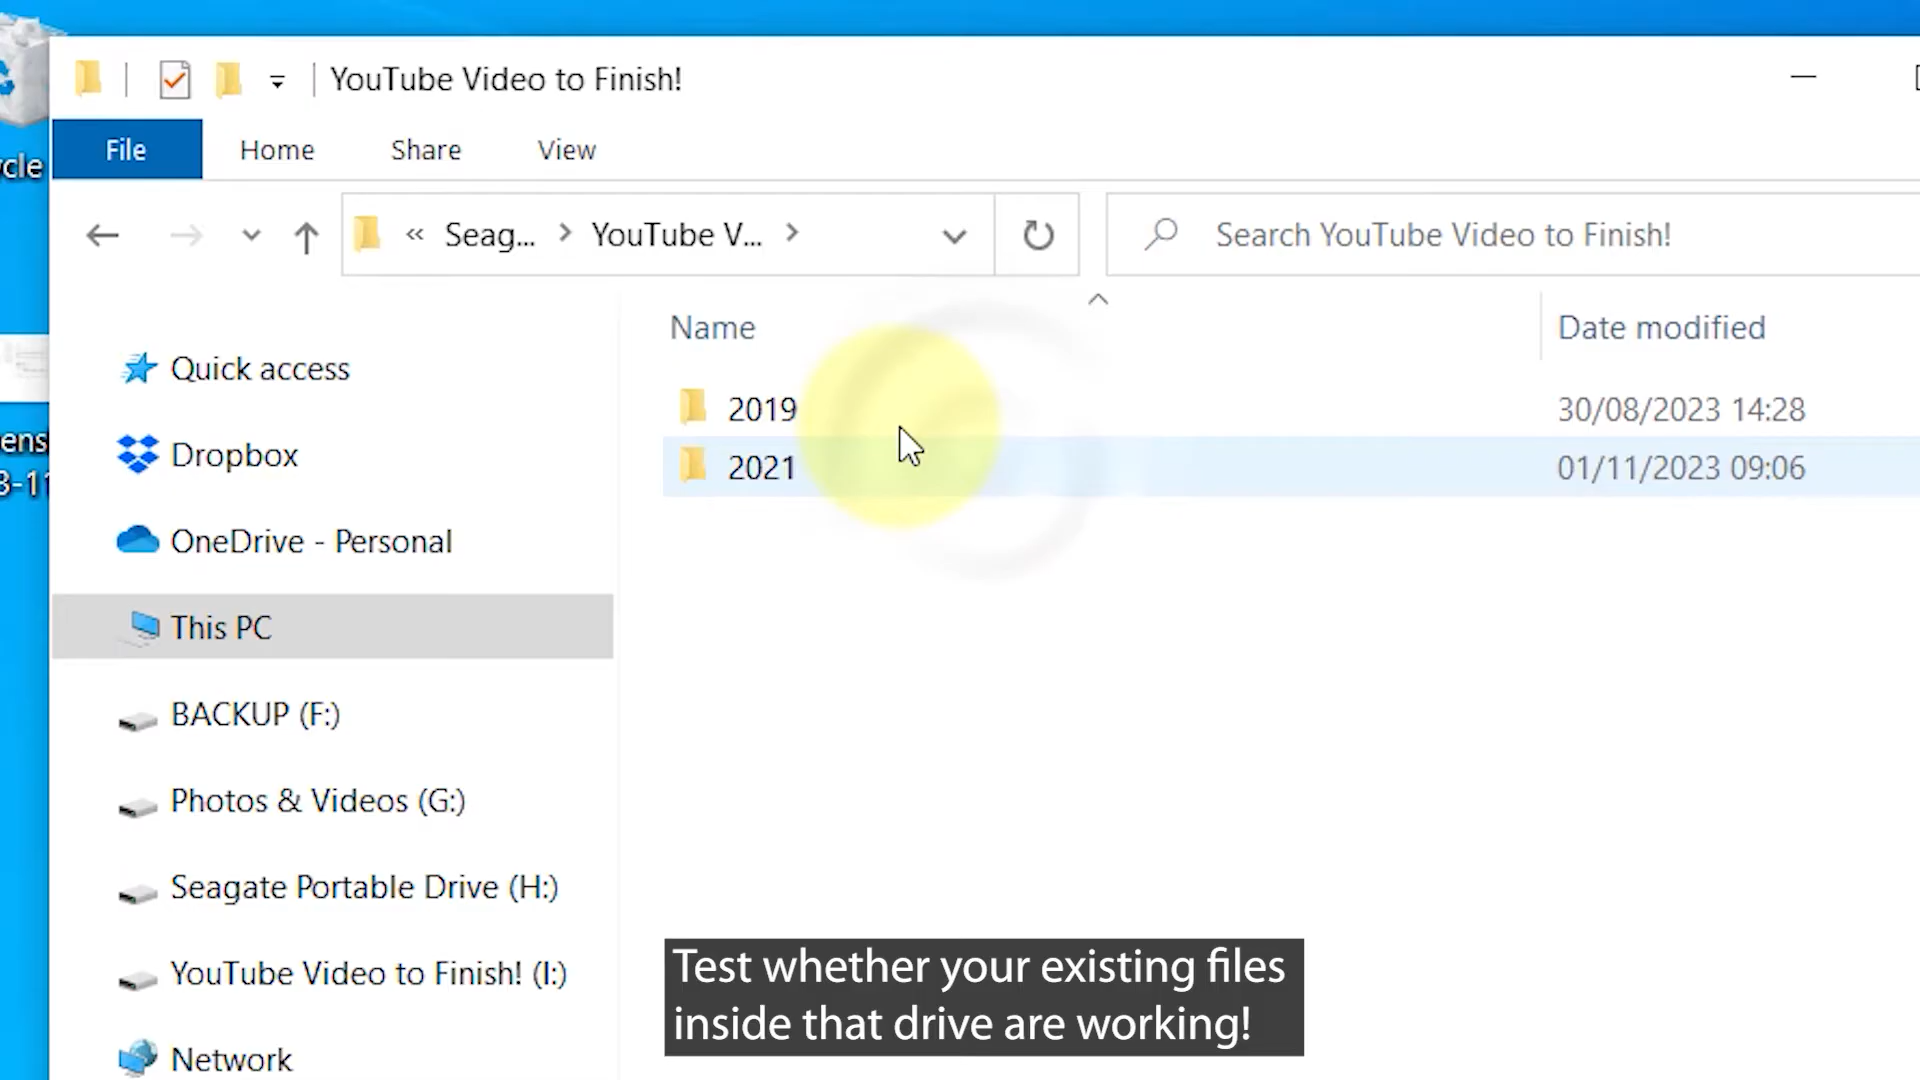 YouTube Video to Finish!
File Home Share View
« Seag... > YouTube V... >
Search YouTube Video to Finish!
Name Date modified
2019 30/08/2023 14:28
2021 01/11/2023 09:06
Quick access
Dropbox
OneDrive - Personal
This PC
BACKUP (F:)
Photos & Videos (G:)
Seagate Portable Drive (H:)
YouTube Video to Finish! (I:)
Network
Test whether your existing files
inside that drive are working!